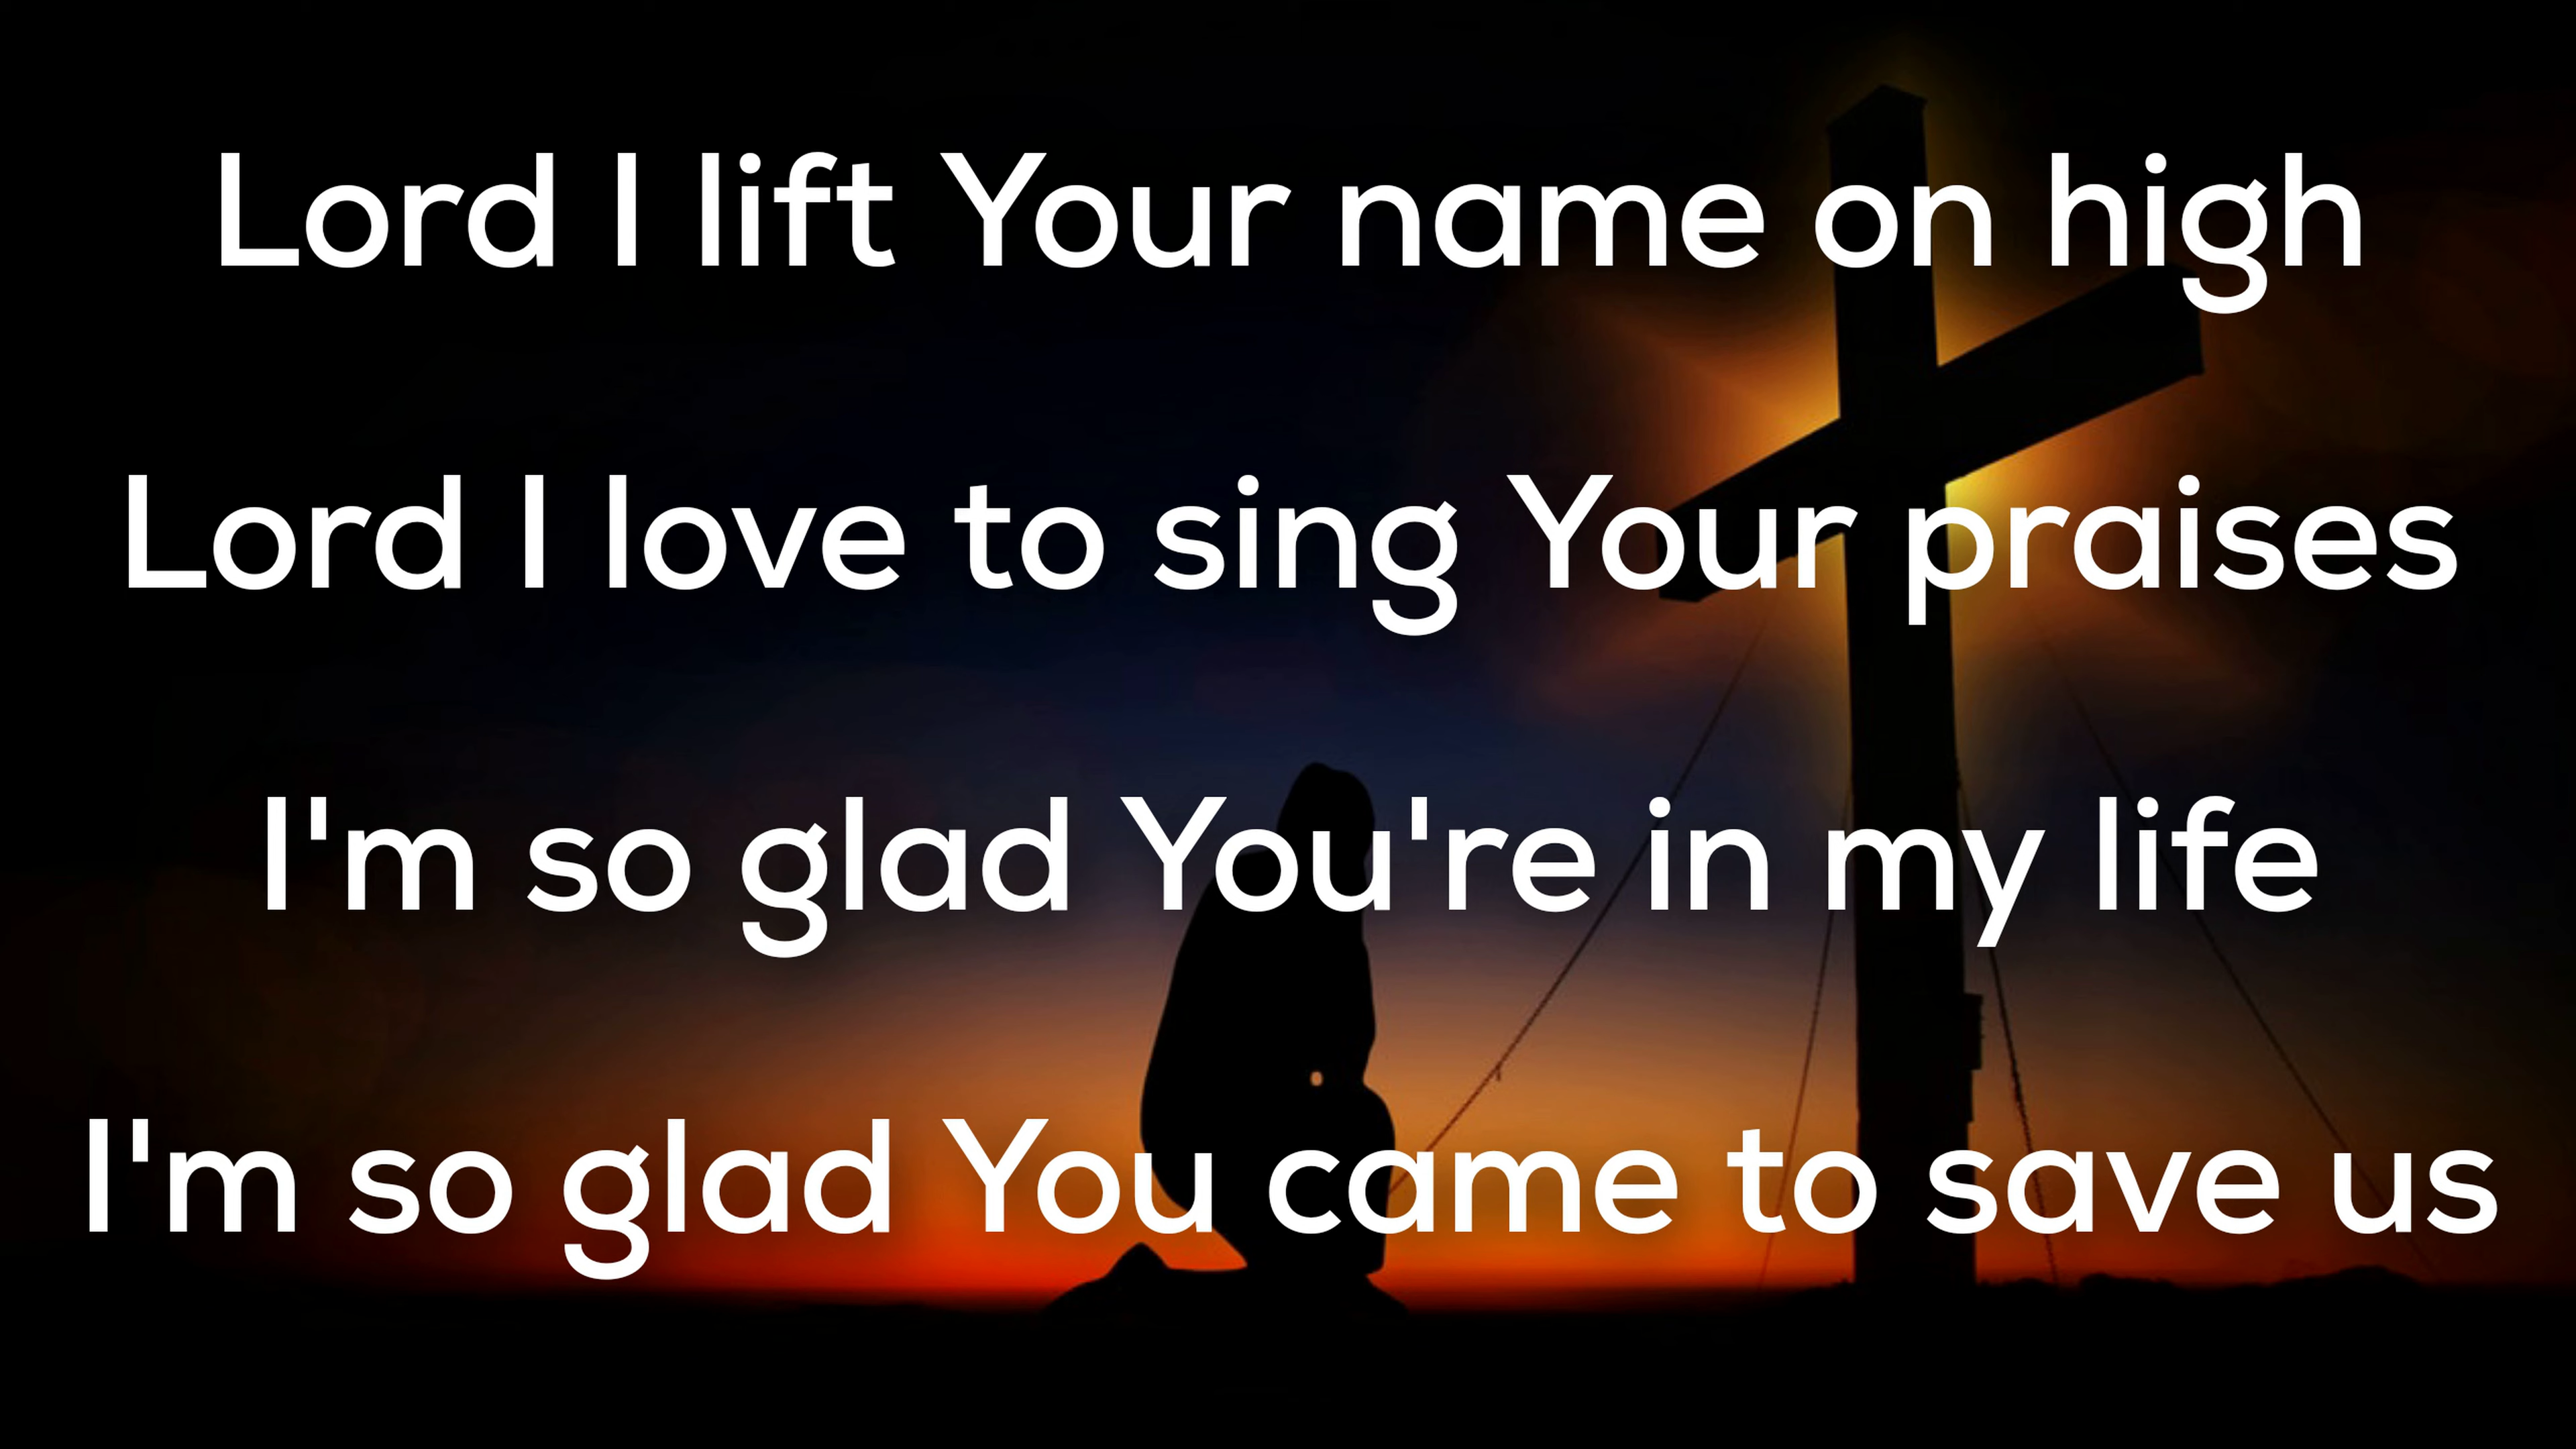 Lord I lift Your name on high
Lord I love to sing Your praises
I'm so glad You're in my life
I'm so glad You came to save us